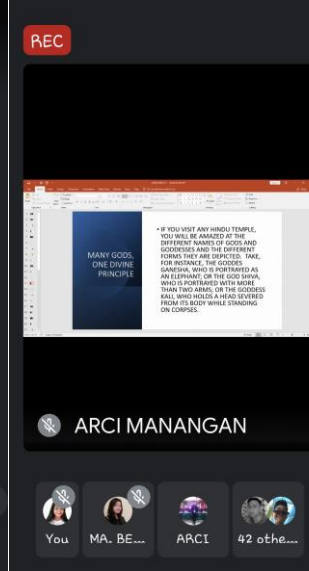 REC
MANY GODS,
ONE DIVINE
PRINCIPLE
• IF YOU VISIT ANY HINDU TEMPLE,
YOU WILL BE AMAZED AT THE
DIFFERENT NAMES OF GODS AND
GODDESSES AND THE DIFFERENT
FORMS THEY ARE DEPICTED. TAKE,
FOR INSTANCE, THE GODDES
GANESHA, WHO IS PORTRAYED AS
AN ELEPHANT; OR THE GOD SHIVA,
WHO IS PORTRAYED WITH MORE
THAN TWO ARMS; OR THE GODDESS
KALI, WHO HOLDS A HEAD SEVERED
FROM ITS BODY WHILE STANDING
ON CORPSES.
ARCI MANANGAN
You MA. BE... ARCI 42 othe...